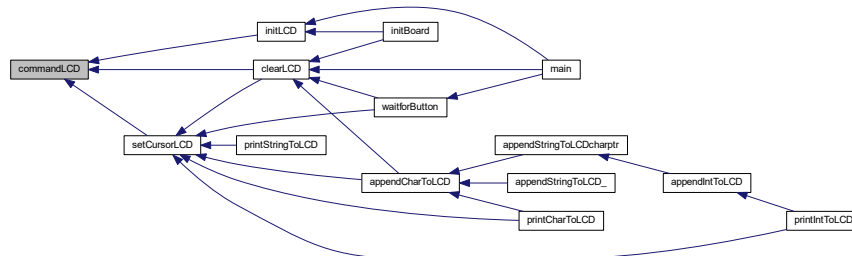 initLCD
initBoard
commandLCD
clearLCD
main
waitforButton
setCursorLCD
printStringToLCD
appendStringToLCDcharptr
appendCharToLCD
appendStringToLCD_
appendIntToLCD
printCharToLCD
printIntToLCD